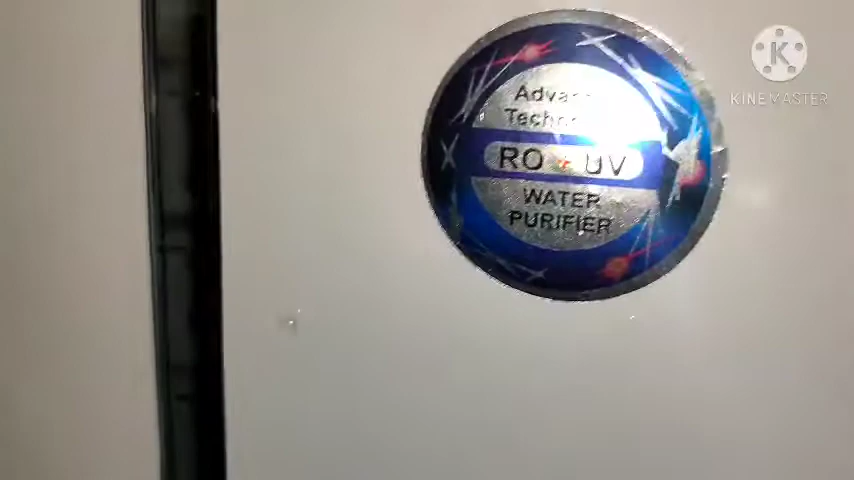 RO + UV
WATER
PURIFIER
K
KINEMASTER